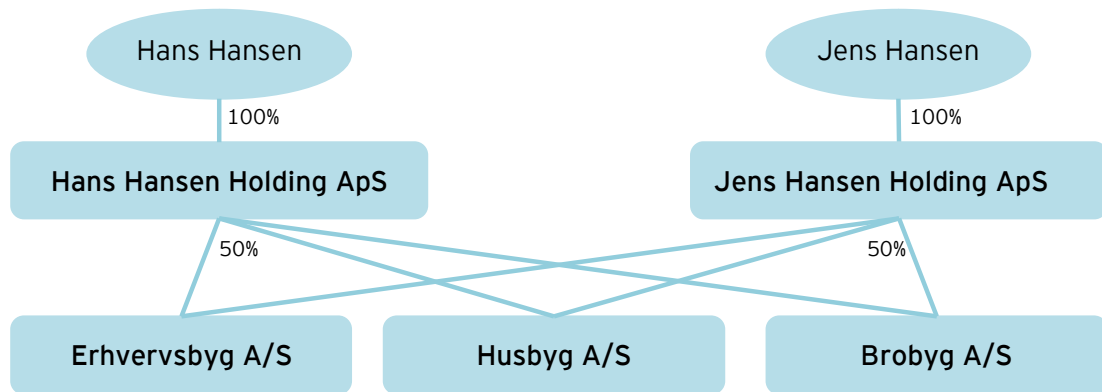 Hans Hansen
Jens Hansen
100%
100%
Hans Hansen Holding ApS
Jens Hansen Holding ApS
50%
50%
Erhvervsbyg A/S
Husbyg A/S
Brobyg A/S